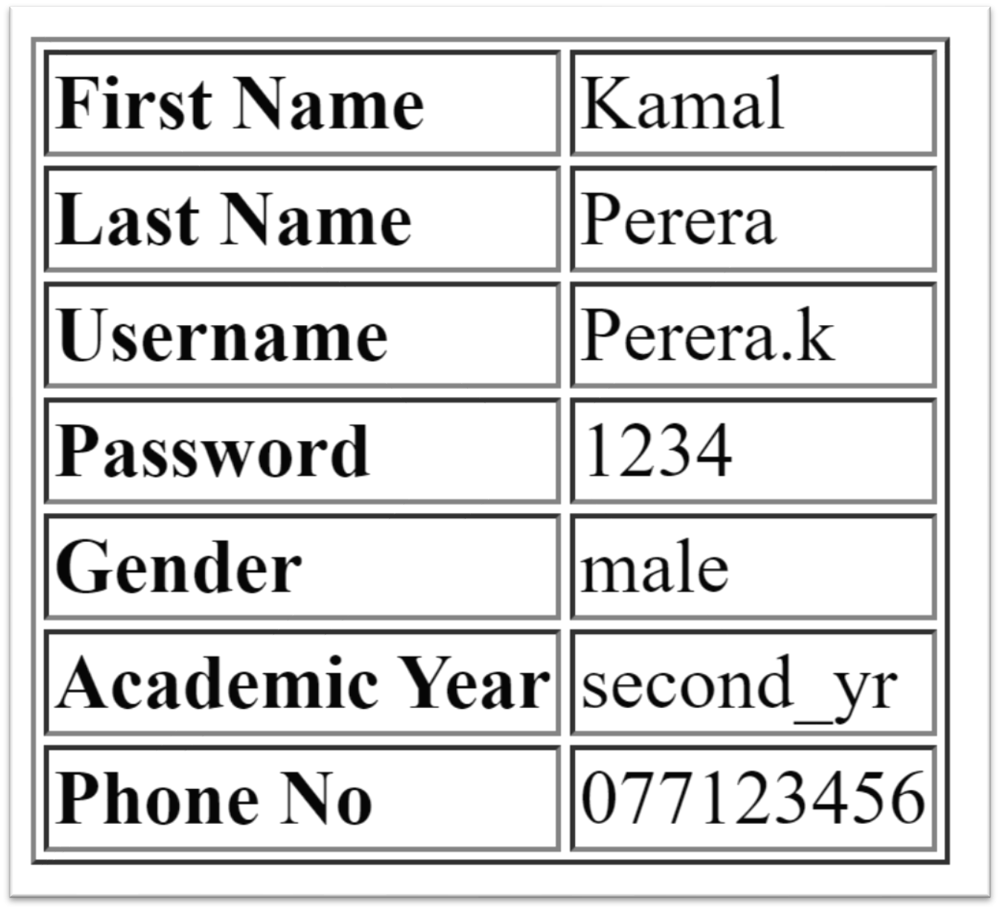 First Name Kamal
Last Name Perera
Username Perera.k
Password 1234
Gender male
Academic Year second_yr
Phone No 077123456